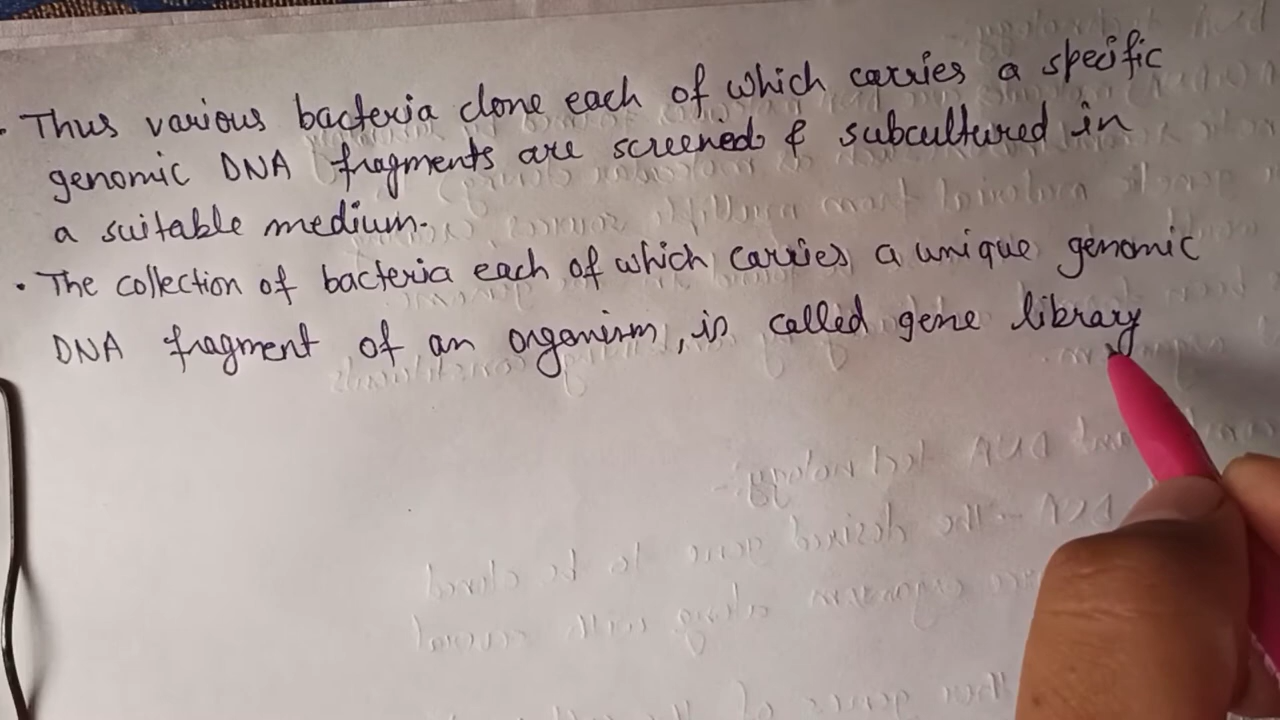 • Thus various bacteria clone each of which carries a specific
genomic DNA fragments are screened & subcultured in
a suitable medium.
• The collection of bacteria each of which carries a unique genomic
DNA fragment of an organism, is called gene library